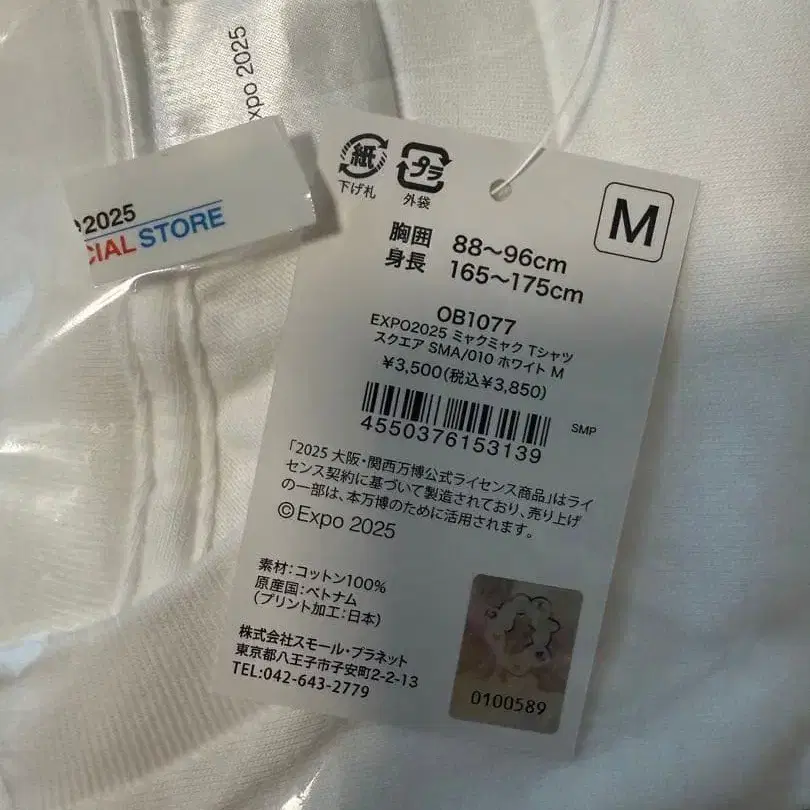 xpo 2025
2025
CIAL STORE
紙
下げ札
プラ
外袋
M
胸囲 88～96cm
身長 165～175cm
OB1077
EXPO2025 ミャクミャク Tシャツ
スクエア SMA/010 ホワイト M
¥3,500(税込¥3,850)
4550376153139
SMP
「2025 大阪・関西万博公式ライセンス商品」はライ
センス契約に基づいて製造されており、売り上げ
の一部は、本万博のために活用されます。
©Expo 2025
素材：コットン100%
原産国：ベトナム
(プリント加工：日本)
株式会社スモール・プラネット
東京都八王子市子安町2-2-13
TEL:042-643-2779
0100589